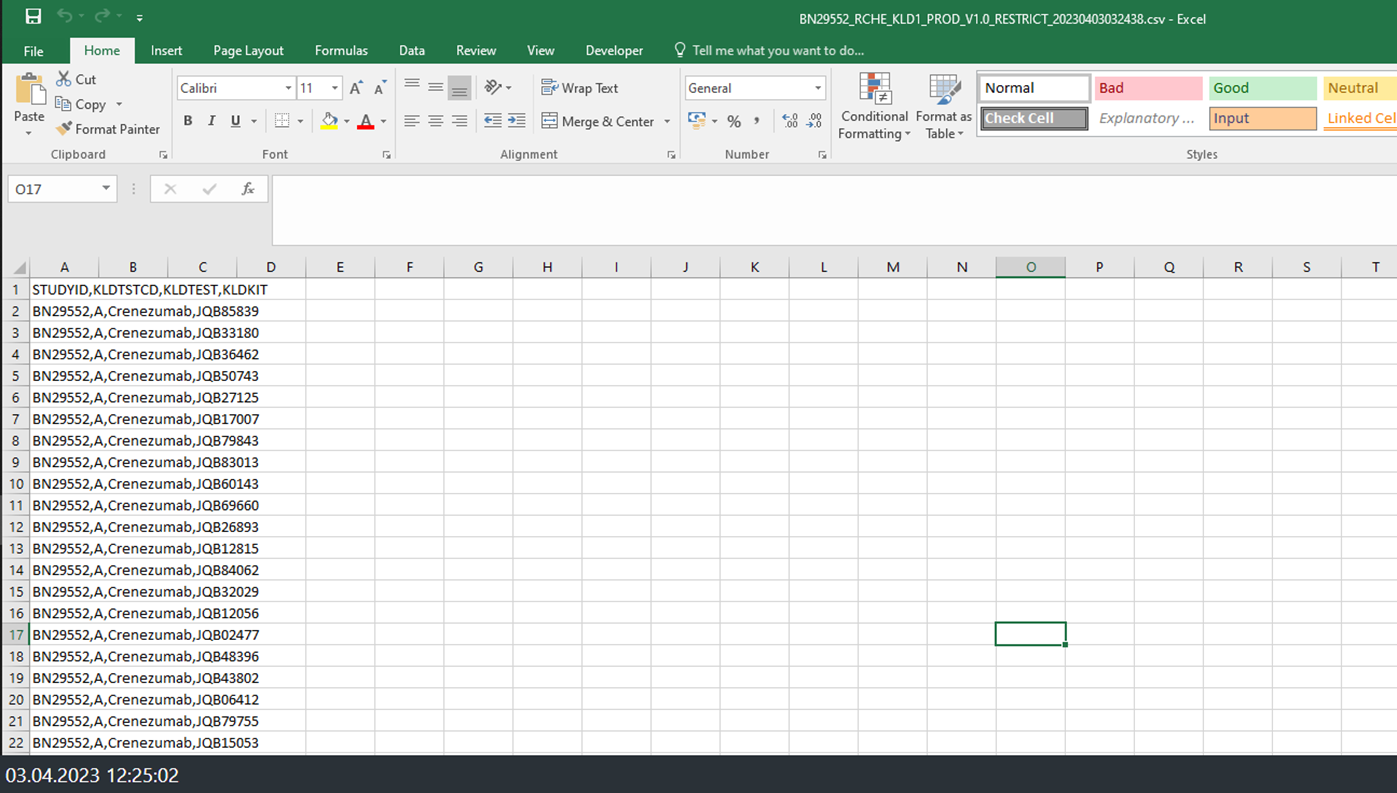 BN29552_RCHE_KLD1_PROD_V1.0_RESTRICT_20230403032438.csv - Excel
File Home Insert Page Layout Formulas Data Review View Developer Tell me what you want to do...
Paste
Cut
Copy
Format Painter
Clipboard
Calibri 11
B I U
Font
Wrap Text
Merge & Center
Alignment
General
Number
Conditional Formatting
Format as Table
Normal Bad Good Neutral
Check Cell Explanatory ... Input Linked Cel
Styles
O17 fx
A B C D E F G H I J K L M N O P Q R S T
1 STUDYID,KLDTSTCD,KLDTEST,KLDKIT
2 BN29552,A,Crenezumab,JQB85839
3 BN29552,A,Crenezumab,JQB33180
4 BN29552,A,Crenezumab,JQB36462
5 BN29552,A,Crenezumab,JQB50743
6 BN29552,A,Crenezumab,JQB27125
7 BN29552,A,Crenezumab,JQB17007
8 BN29552,A,Crenezumab,JQB79843
9 BN29552,A,Crenezumab,JQB83013
10 BN29552,A,Crenezumab,JQB60143
11 BN29552,A,Crenezumab,JQB69660
12 BN29552,A,Crenezumab,JQB26893
13 BN29552,A,Crenezumab,JQB12815
14 BN29552,A,Crenezumab,JQB84062
15 BN29552,A,Crenezumab,JQB32029
16 BN29552,A,Crenezumab,JQB12056
17 BN29552,A,Crenezumab,JQB02477
18 BN29552,A,Crenezumab,JQB48396
19 BN29552,A,Crenezumab,JQB43802
20 BN29552,A,Crenezumab,JQB06412
21 BN29552,A,Crenezumab,JQB79755
22 BN29552,A,Crenezumab,JQB15053
03.04.2023 12:25:02